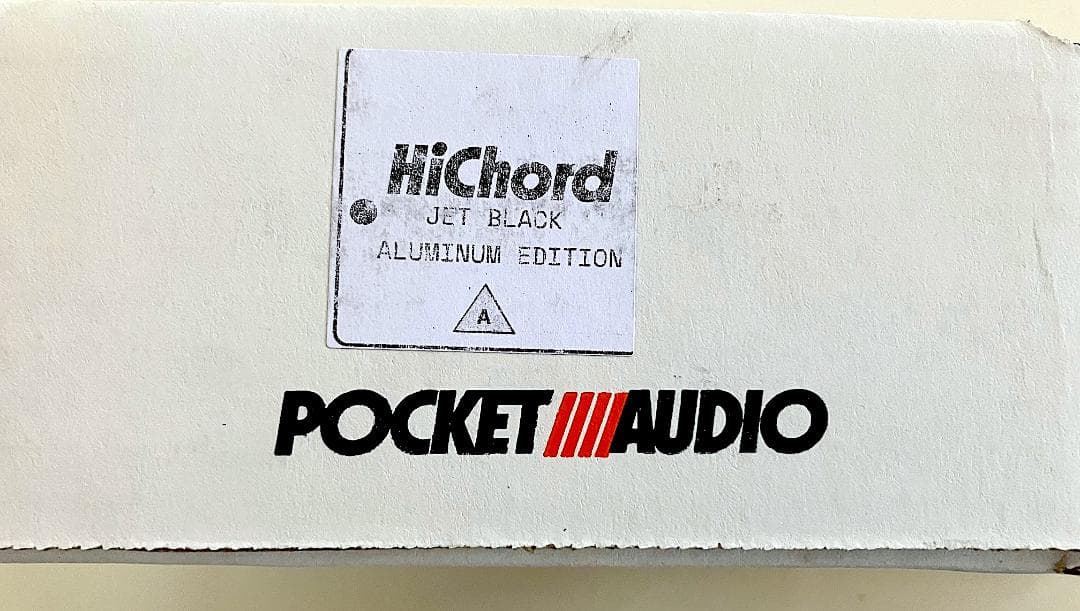 HiChord
JET BLACK
ALUMINUM EDITION
A
POCKET////AUDIO